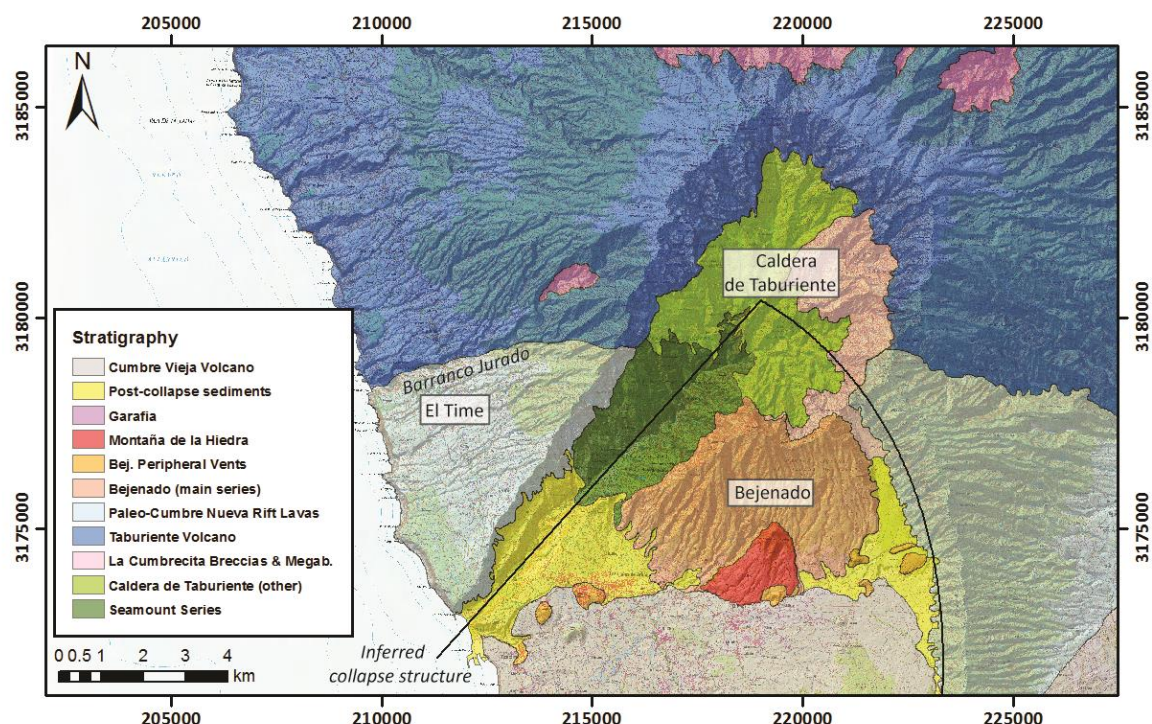 205000 210000 215000 220000 225000
N
3185000
3185000
Caldera
de Taburiente
3180000
3180000
Stratigraphy
Cumbre Vieja Volcano
Post-collapse sediments
Garafia
Montaña de la Hiedra
Bej. Peripheral Vents
Bejenado (main series)
Paleo-Cumbre Nueva Rift Lavas
Taburiente Volcano
La Cumbrecita Breccias & Megab.
Caldera de Taburiente (other)
Seamount Series
Barranco Jurado
El Time
Bejenado
3175000
3175000
Inferred
collapse structure
0 0.5 1 2 3 4
km
205000 210000 215000 220000 225000